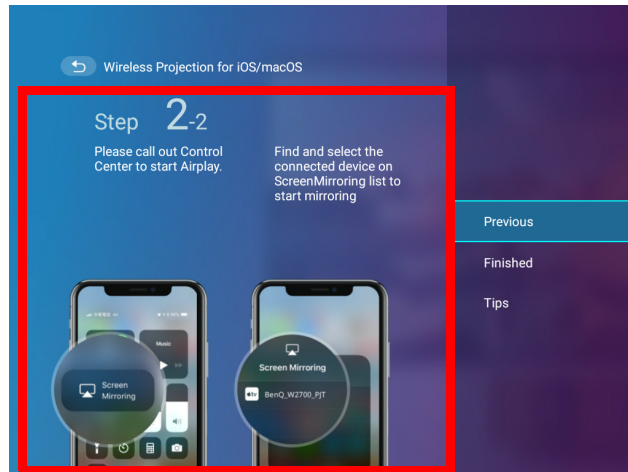 Wireless Projection for iOS/macOS
Step 2-2
Please call out Control
Center to start Airplay.
Find and select the
connected device on
ScreenMirroring list to
start mirroring
Previous
Finished
Tips
Music
Screen
Mirroring
Screen Mirroring
tv BenQ_W2700_PJT